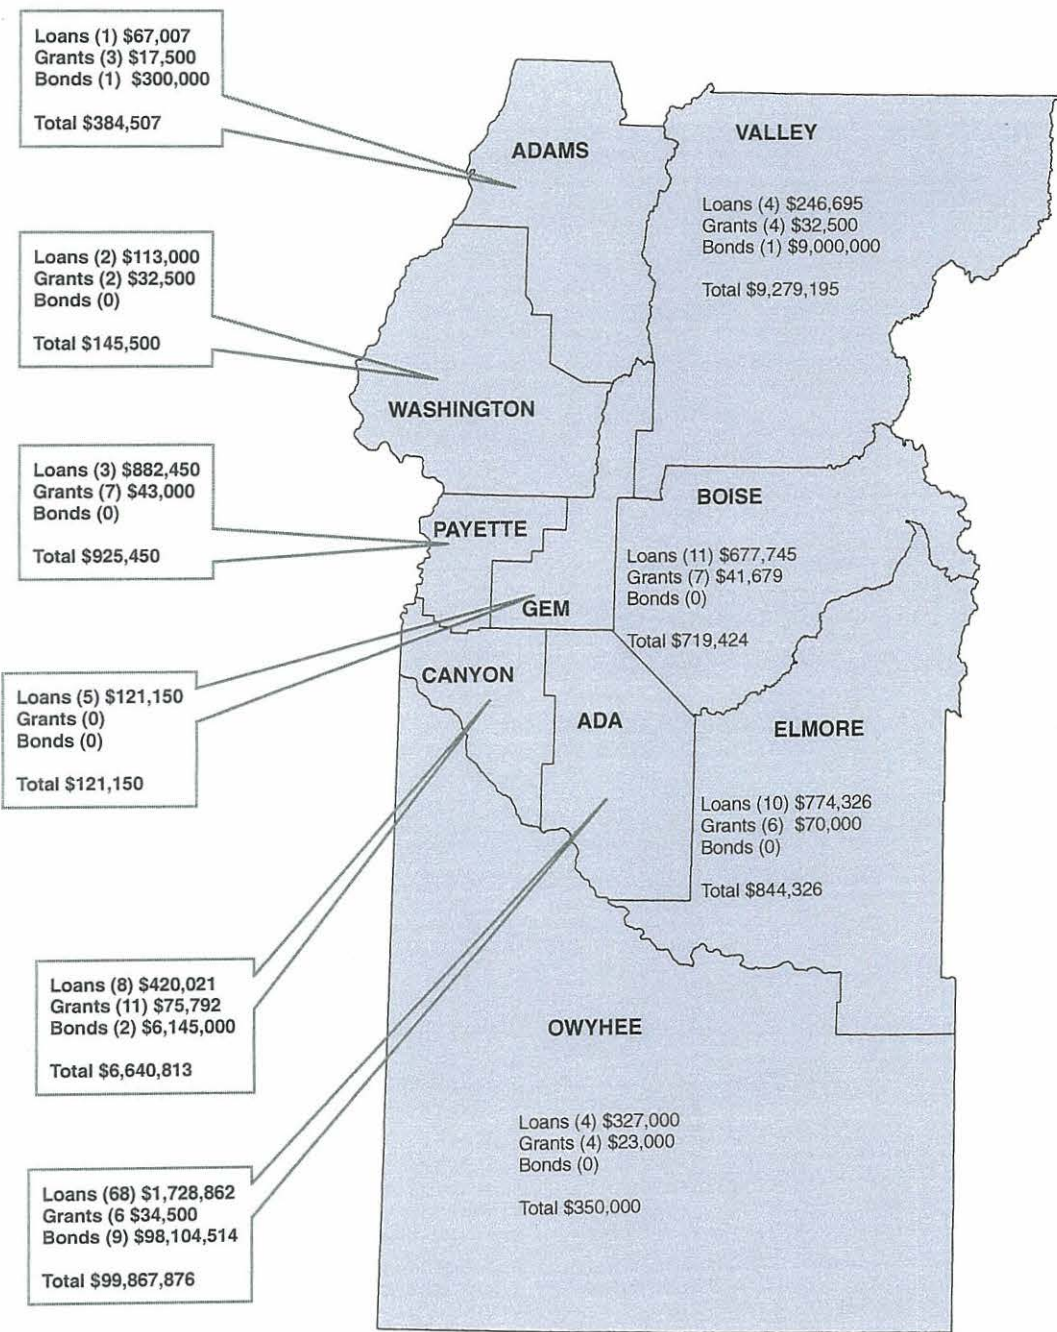 Loans (1) $67,007
Grants (3) $17,500
Bonds (1) $300,000
Total $384,507
ADAMS
VALLEY
Loans (4) $246,695
Grants (4) $32,500
Bonds (1) $9,000,000
Total $9,279,195
Loans (2) $113,000
Grants (2) $32,500
Bonds (0)
Total $145,500
WASHINGTON
Loans (3) $882,450
Grants (7) $43,000
Bonds (0)
Total $925,450
PAYETTE
BOISE
Loans (11) $677,745
Grants (7) $41,679
Bonds (0)
Total $719,424
GEM
Loans (5) $121,150
Grants (0)
Bonds (0)
Total $121,150
CANYON
ADA
ELMORE
Loans (10) $774,326
Grants (6) $70,000
Bonds (0)
Total $844,326
Loans (8) $420,021
Grants (11) $75,792
Bonds (2) $6,145,000
Total $6,640,813
OWYHEE
Loans (4) $327,000
Grants (4) $23,000
Bonds (0)
Total $350,000
Loans (68) $1,728,862
Grants (6 $34,500
Bonds (9) $98,104,514
Total $99,867,876